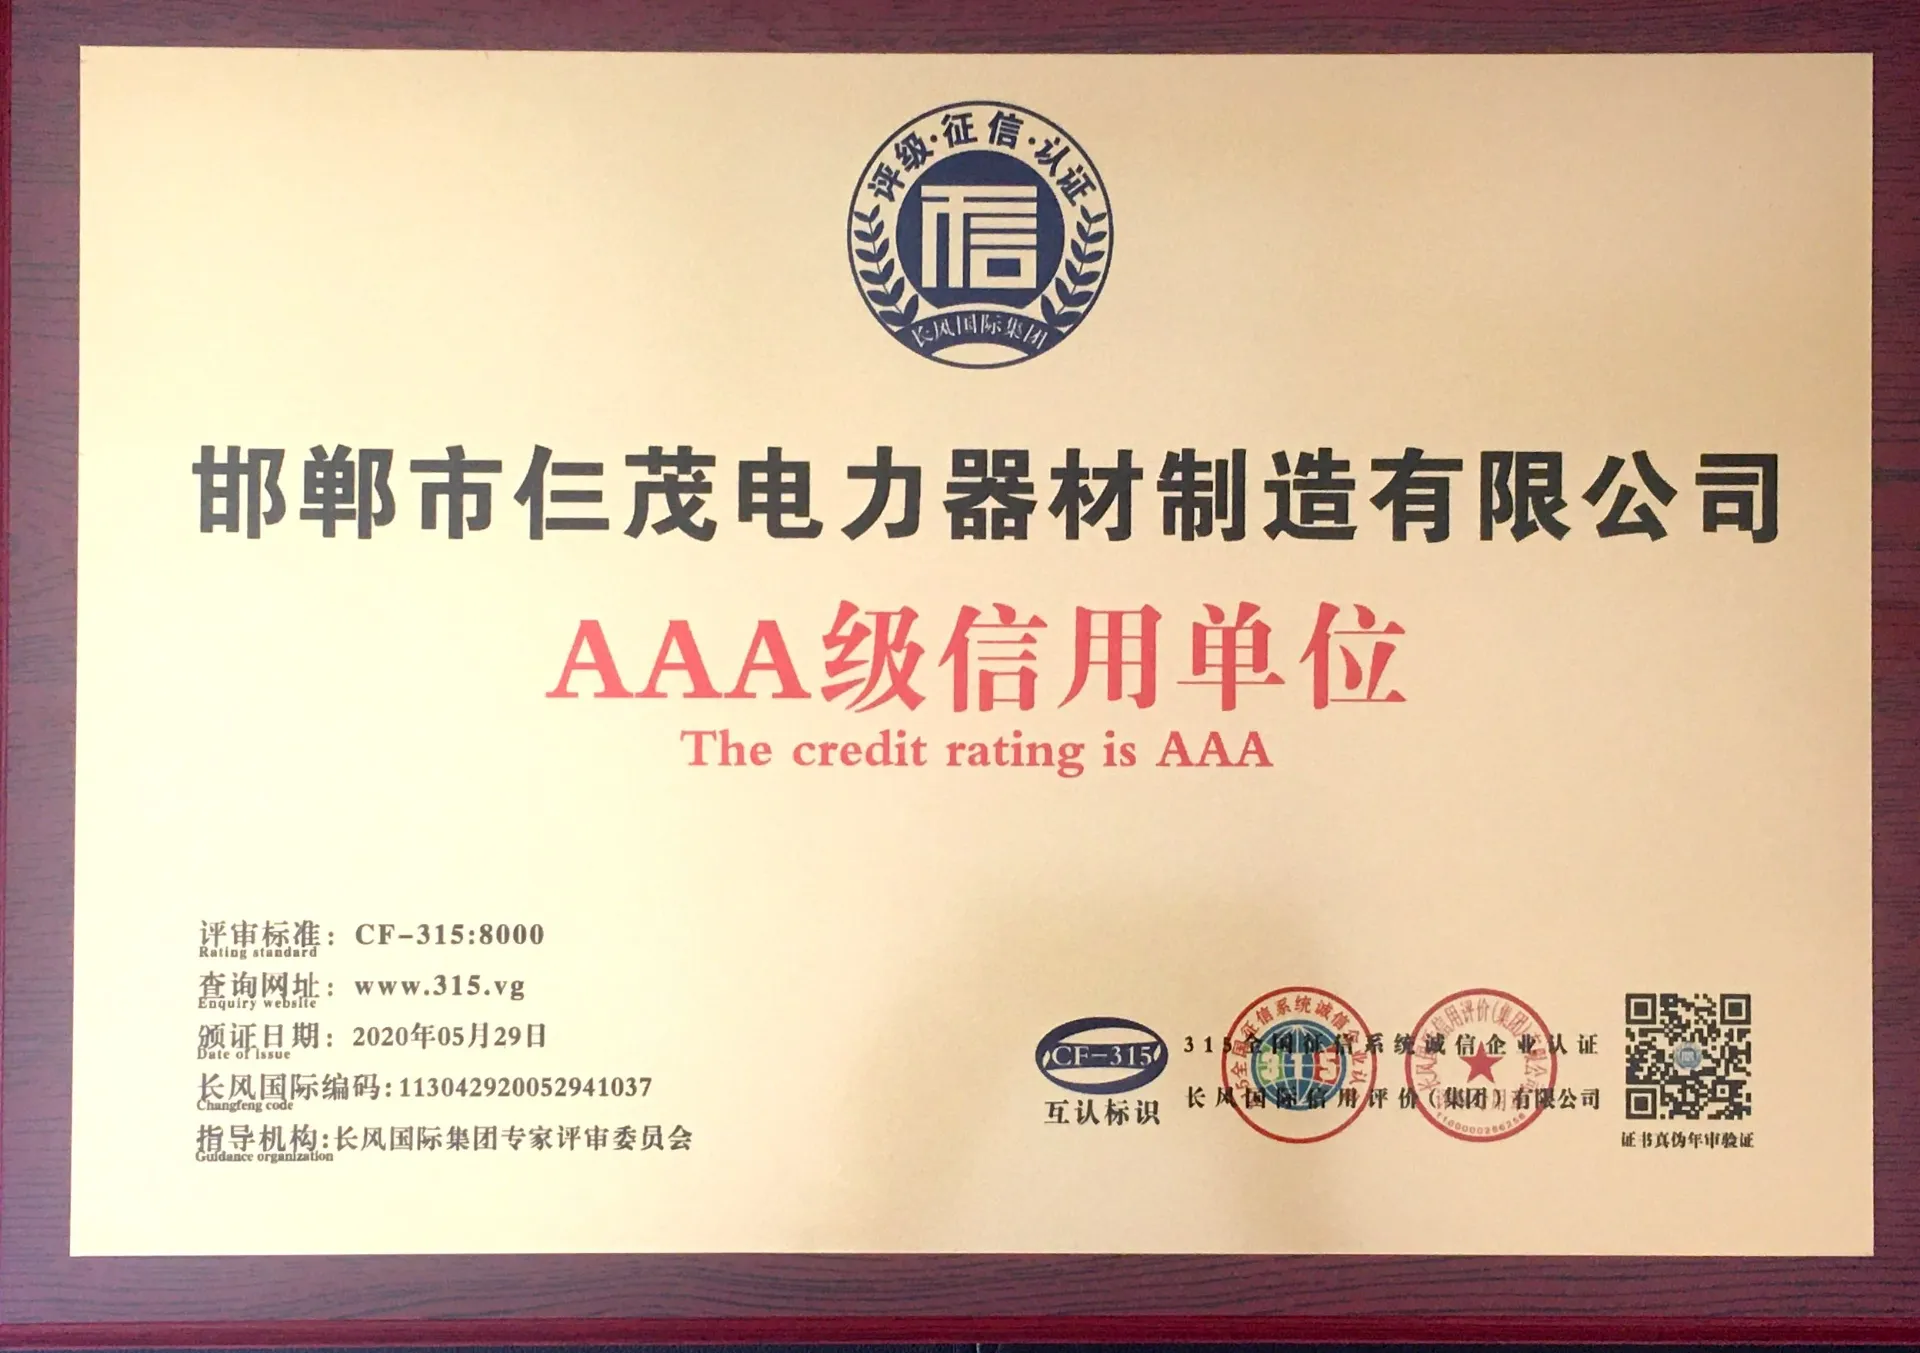 评级·征信·认证
信
长风国际集团
邯郸市仨茂电力器材制造有限公司
AAA级信用单位
The credit rating is AAA
评审标准：CF-315:8000
Rating standard
查询网址：www.315.vg
Enquiry website
颁证日期：2020年05月29日
Date of issue
长风国际编码:113042920052941037
Changfeng code
指导机构:长风国际集团专家评审委员会
Guidance organization
CF-315
互认标识
315全国征信系统诚信企业认证
长风国际信用评价(集团)有限公司
证书真伪年审验证